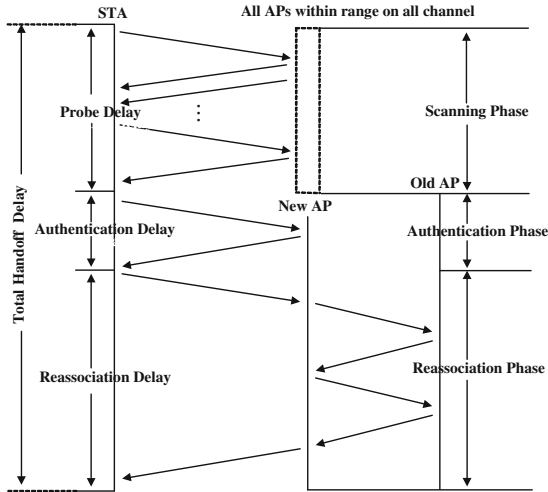 STA
All APs within range on all channel
Probe Delay
Scanning Phase
Old AP
New AP
Authentication Delay
Authentication Phase
Total Handoff Delay
Reassociation Delay
Reassociation Phase